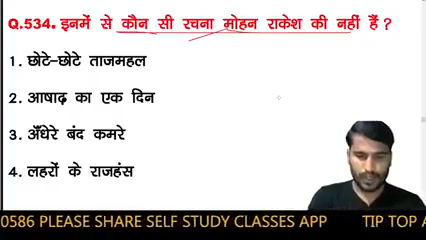 Q.534. इनमें से कौन सी रचना मोहन राकेश की नहीं हैं ?
1. छोटे-छोटे ताजमहल
2. आषाढ़ का एक दिन
3. अँधेरे बंद कमरे
4. लहरों के राजहंस
0586 PLEASE SHARE SELF STUDY CLASSES APP TIP TOP A